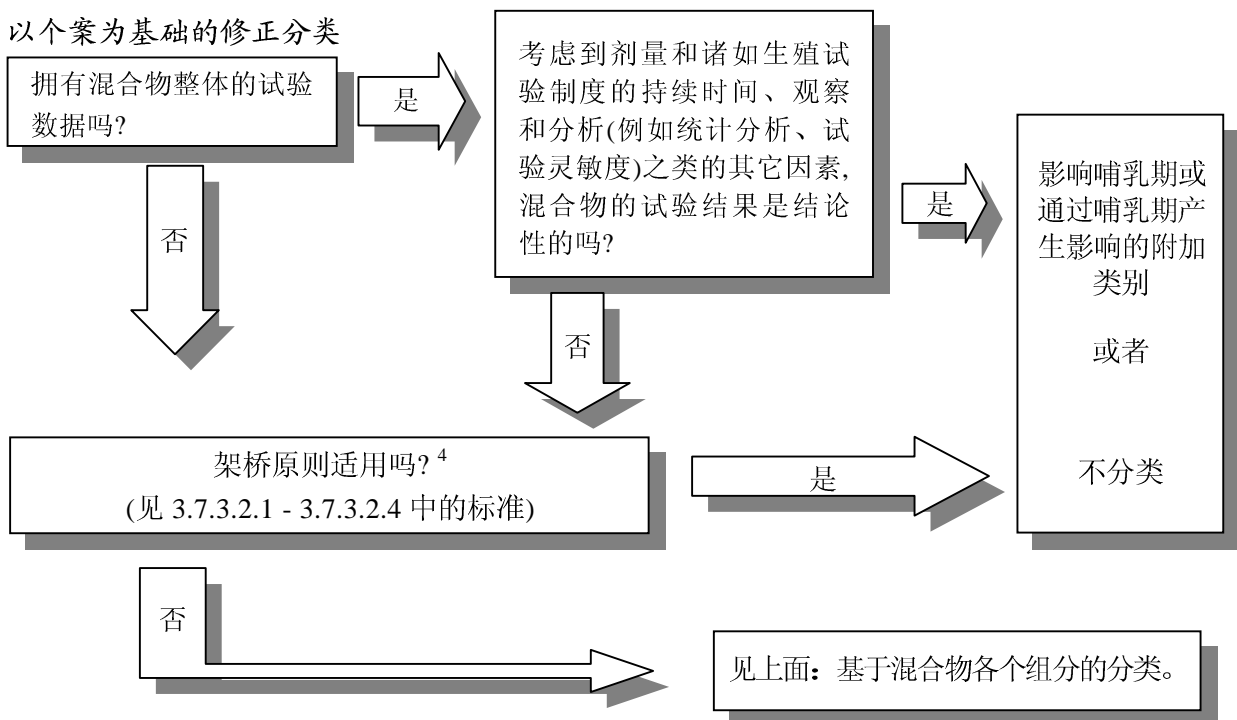 以个案为基础的修正分类
拥有混合物整体的试验
数据吗?
是
考虑到剂量和诸如生殖试
验制度的持续时间、观察
和分析(例如统计分析、试
验灵敏度)之类的其它因素,
混合物的试验结果是结论
性的吗?
是
影响哺乳期或
通过哺乳期产
生影响的附加
类别
或者
不分类
否
否
架桥原则适用吗? 4
(见 3.7.3.2.1 - 3.7.3.2.4 中的标准)
是
否
见上面：基于混合物各个组分的分类。